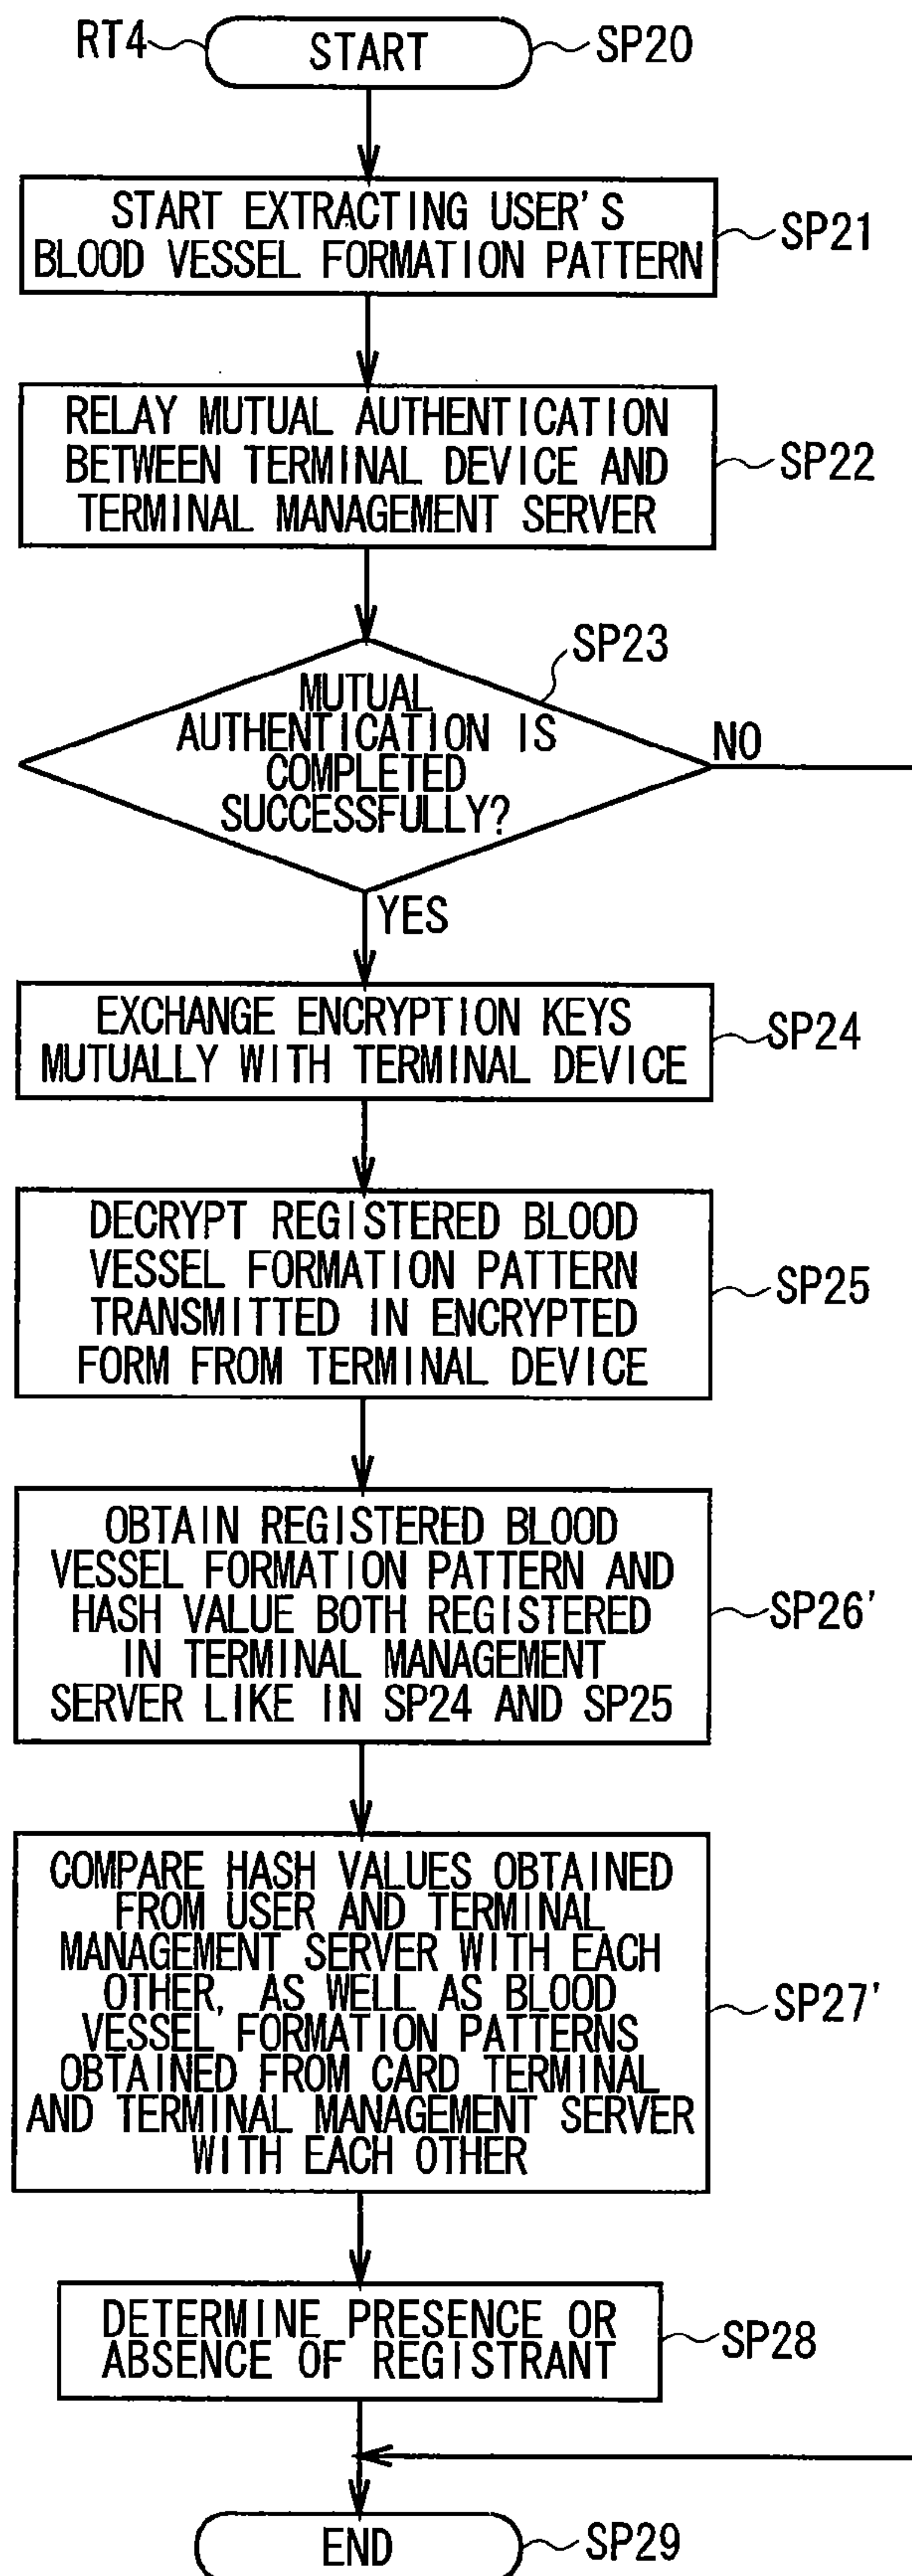 RT4
START
SP20
START EXTRACTING USER'S
BLOOD VESSEL FORMATION PATTERN
SP21
RELAY MUTUAL AUTHENTICATION
BETWEEN TERMINAL DEVICE AND
TERMINAL MANAGEMENT SERVER
SP22
SP23
MUTUAL
AUTHENTICATION IS
COMPLETED
SUCCESSFULLY?
NO
YES
EXCHANGE ENCRYPTION KEYS
MUTUALLY WITH TERMINAL DEVICE
SP24
DECRYPT REGISTERED BLOOD
VESSEL FORMATION PATTERN
TRANSMITTED IN ENCRYPTED
FORM FROM TERMINAL DEVICE
SP25
OBTAIN REGISTERED BLOOD
VESSEL FORMATION PATTERN AND
HASH VALUE BOTH REGISTERED
IN TERMINAL MANAGEMENT
SERVER LIKE IN SP24 AND SP25
SP26'
COMPARE HASH VALUES OBTAINED
FROM USER AND TERMINAL
MANAGEMENT SERVER WITH EACH
OTHER, AS WELL AS BLOOD
VESSEL FORMATION PATTERNS
OBTAINED FROM CARD TERMINAL
AND TERMINAL MANAGEMENT SERVER
WITH EACH OTHER
SP27'
DETERMINE PRESENCE OR
ABSENCE OF REGISTRANT
SP28
END
SP29